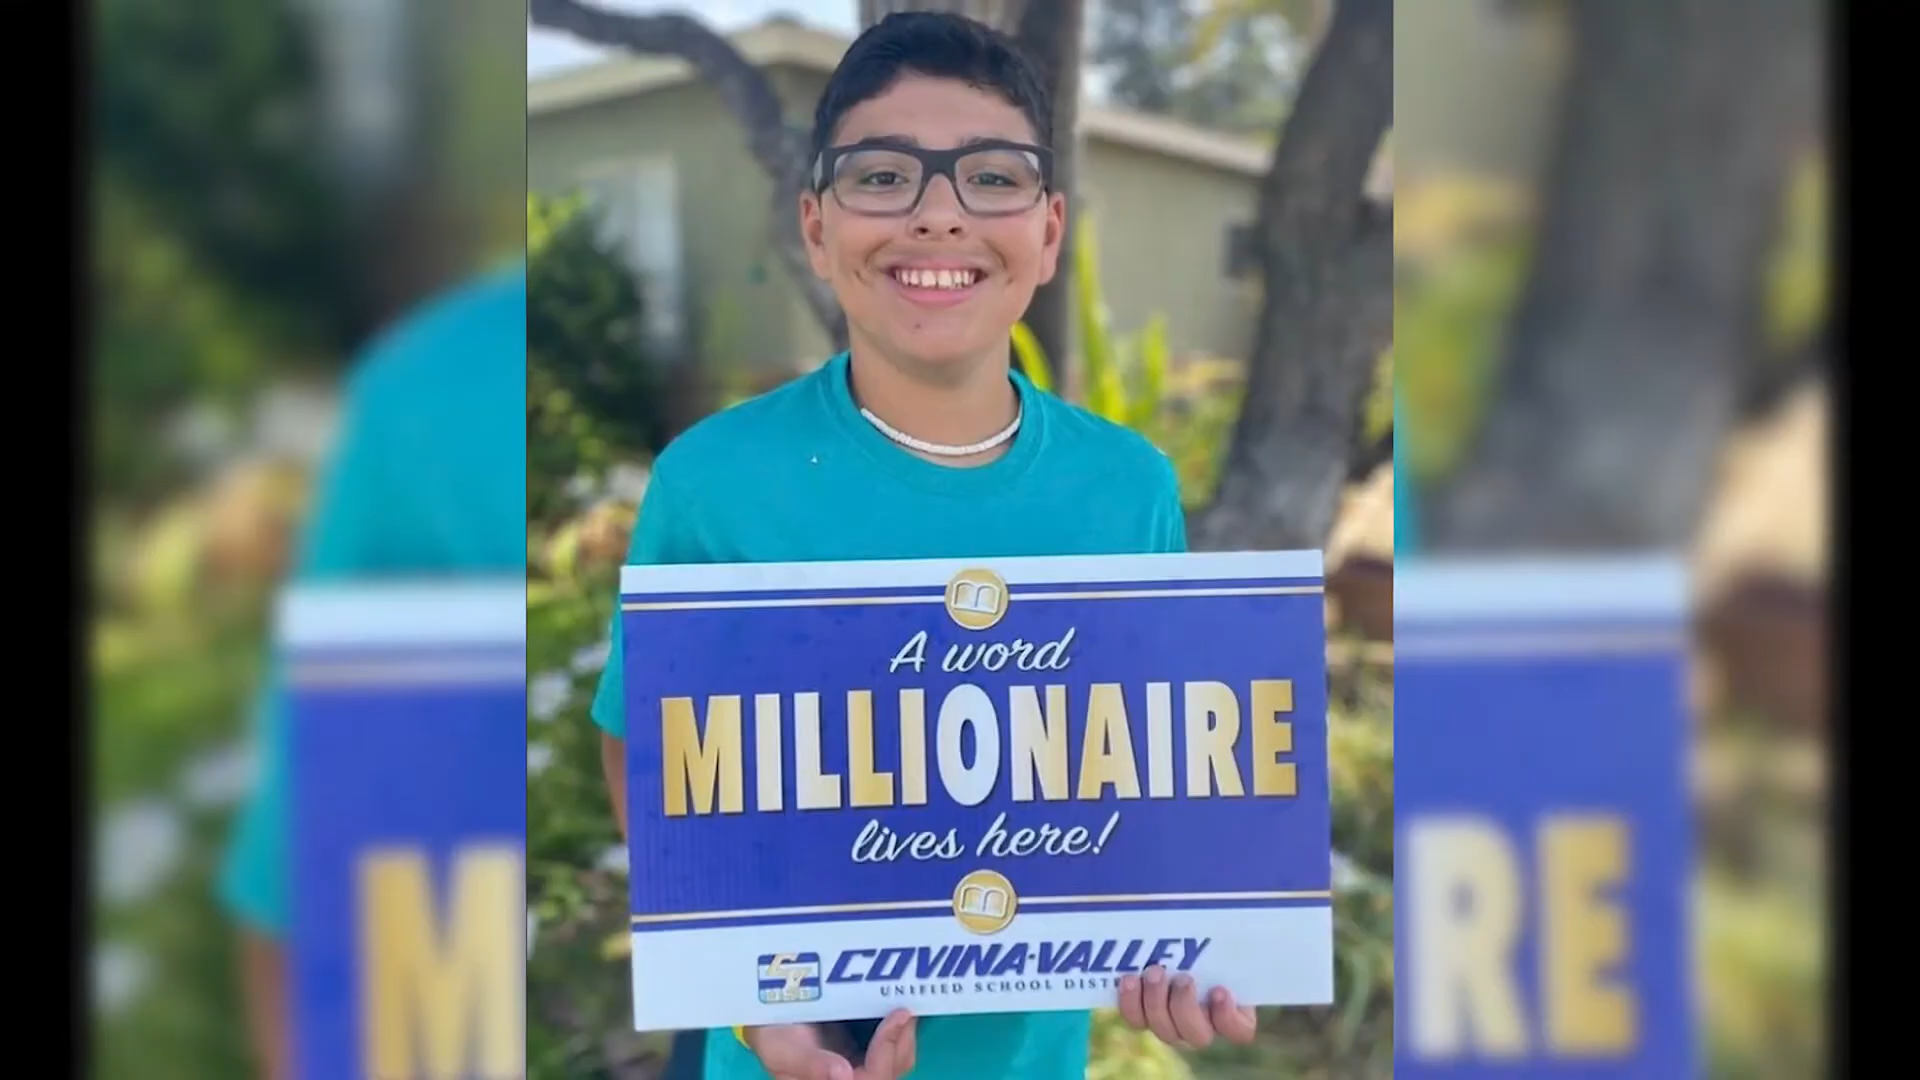 A word
MILLIONAIRE
lives here!
COVINA-VALLEY
UNIFIED SCHOOL DIST